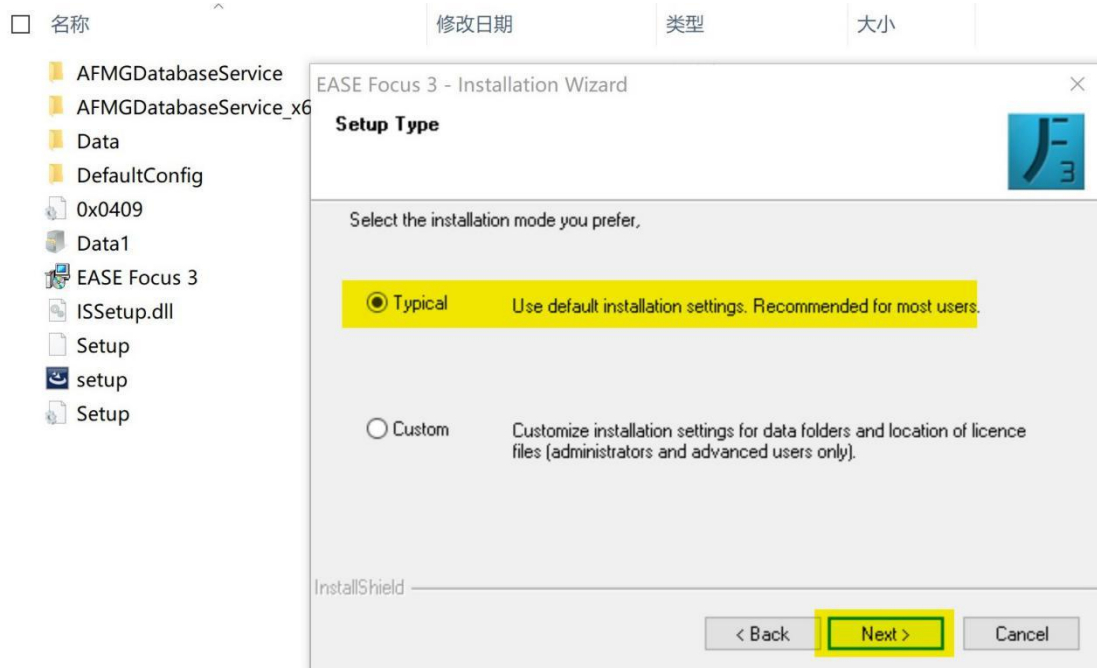 名称 修改日期 类型 大小
AFMGDatabaseService
AFMGDatabaseService_x6
Data
DefaultConfig
0x0409
Data1
EASE Focus 3
ISSetup.dll
Setup
setup
Setup
EASE Focus 3 - Installation Wizard
Setup Type
F 3
Select the installation mode you prefer,
Typical Use default installation settings. Recommended for most users.
Custom Customize installation settings for data folders and location of licence
files (administrators and advanced users only).
InstallShield
< Back Next > Cancel